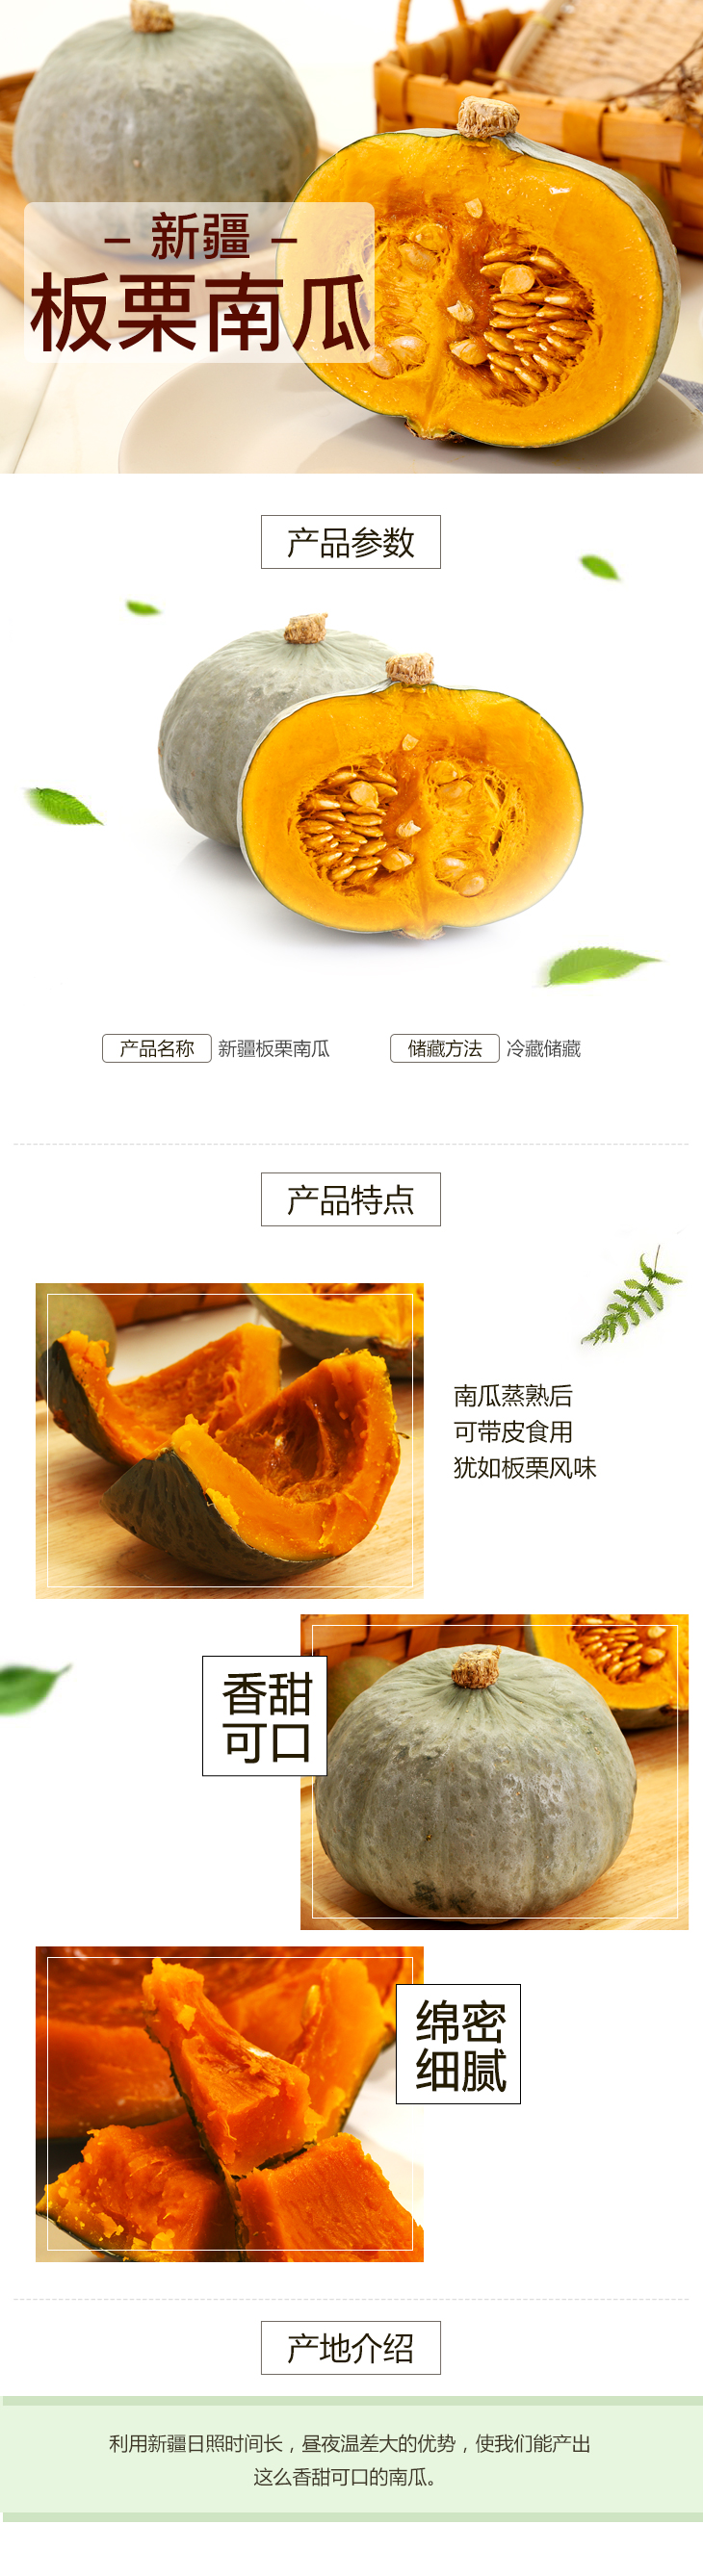 – 新疆 –
板栗南瓜
产品参数
产品名称 新疆板栗南瓜 储藏方法 冷藏储藏
产品特点
南瓜蒸熟后
可带皮食用
犹如板栗风味
香甜
可口
绵密
细腻
产地介绍
利用新疆日照时间长，昼夜温差大的优势，使我们能产出
这么香甜可口的南瓜。